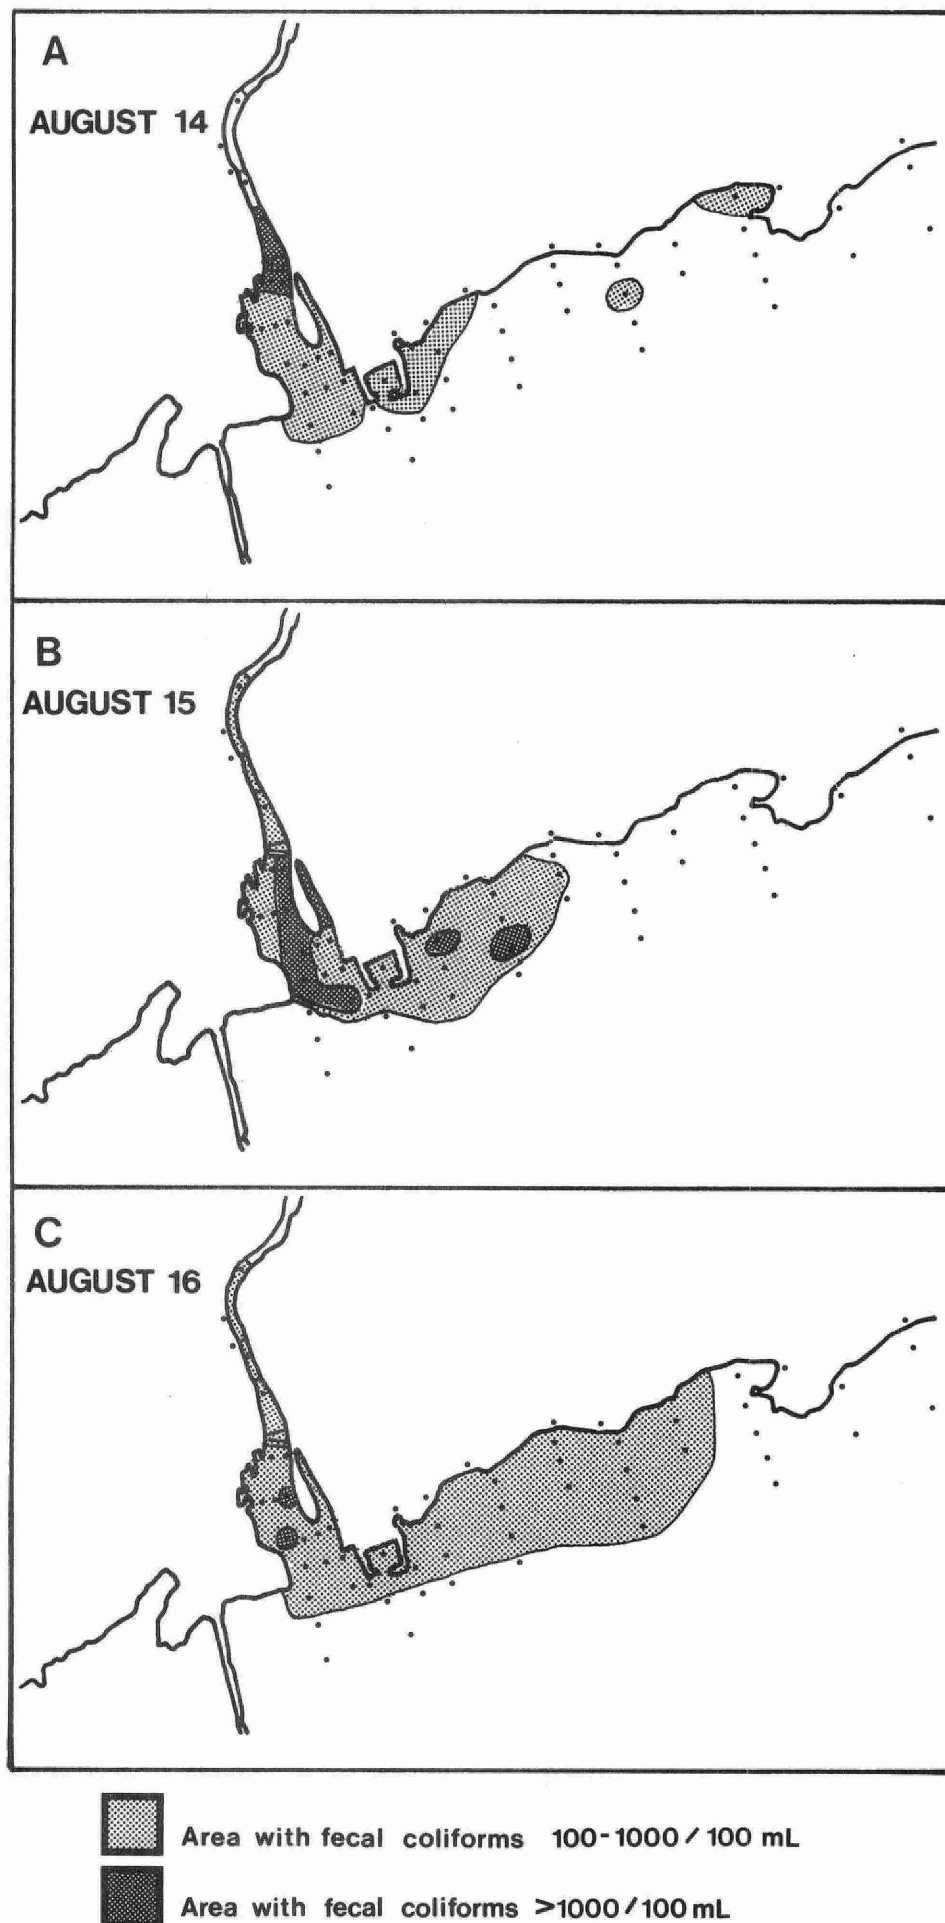 A
AUGUST 14
B
AUGUST 15
C
AUGUST 16
Area with fecal coliforms 100-1000 / 100 mL
Area with fecal coliforms >1000/100 mL